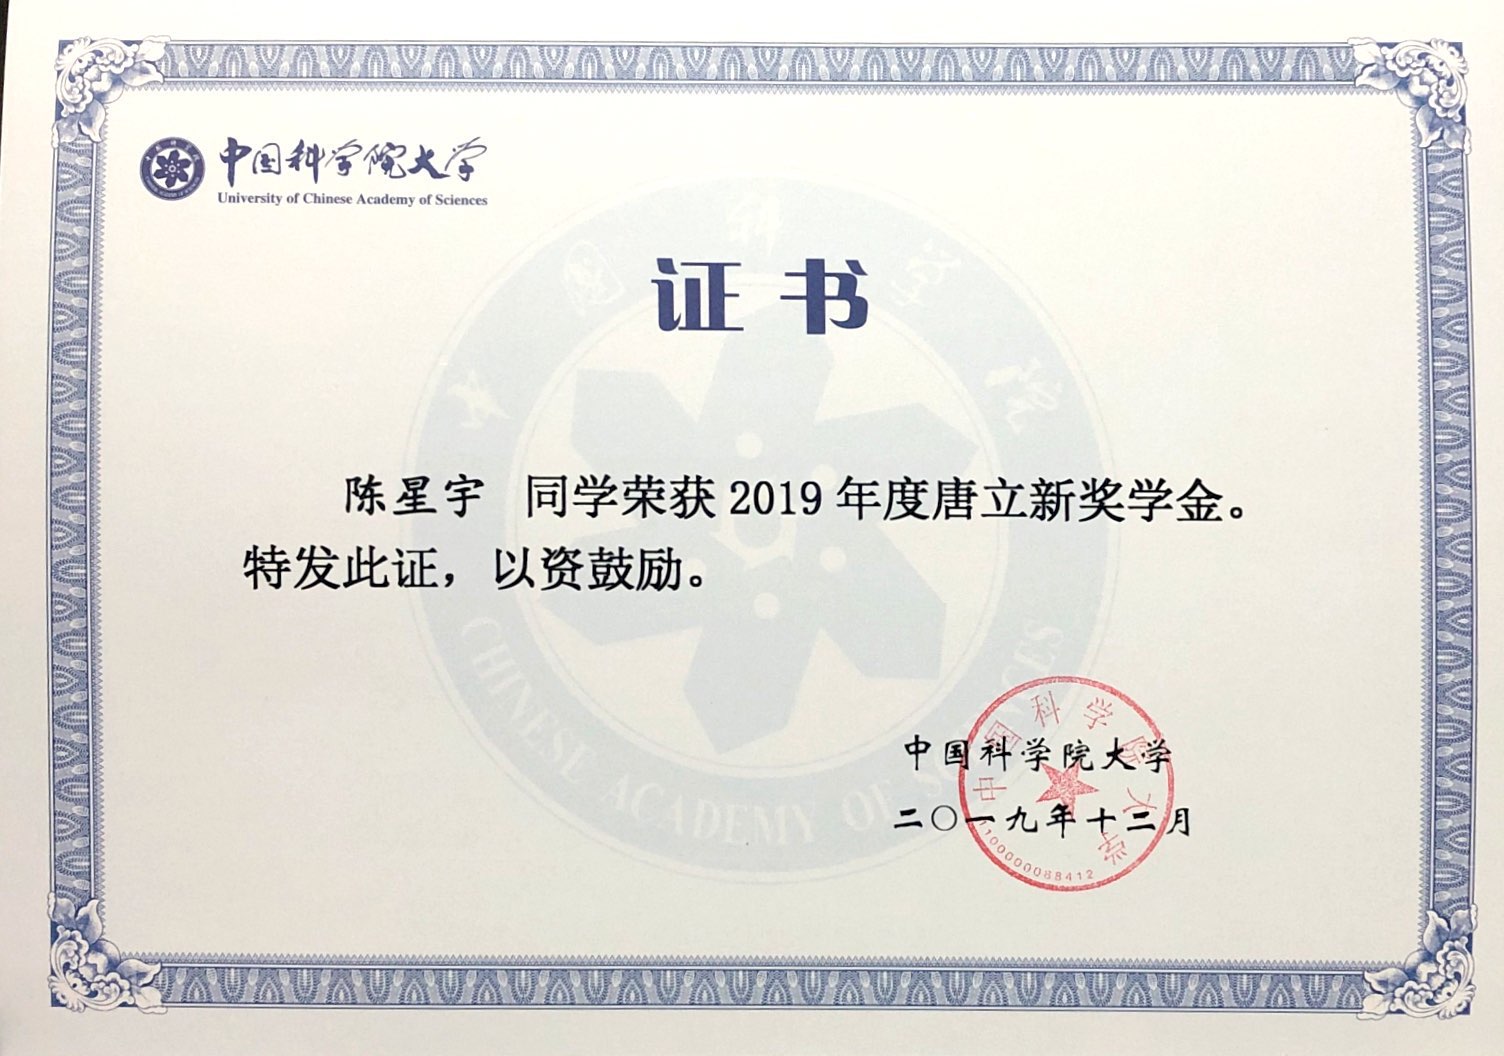 中国科学院大学
University of Chinese Academy of Sciences
证书
陈星宇 同学荣获 2019 年度唐立新奖学金。
特发此证，以资鼓励。
中国科学院大学
二〇一九年十二月
中国科学院大学
1100000088412
CHINESE ACADEMY OF SCIENCES